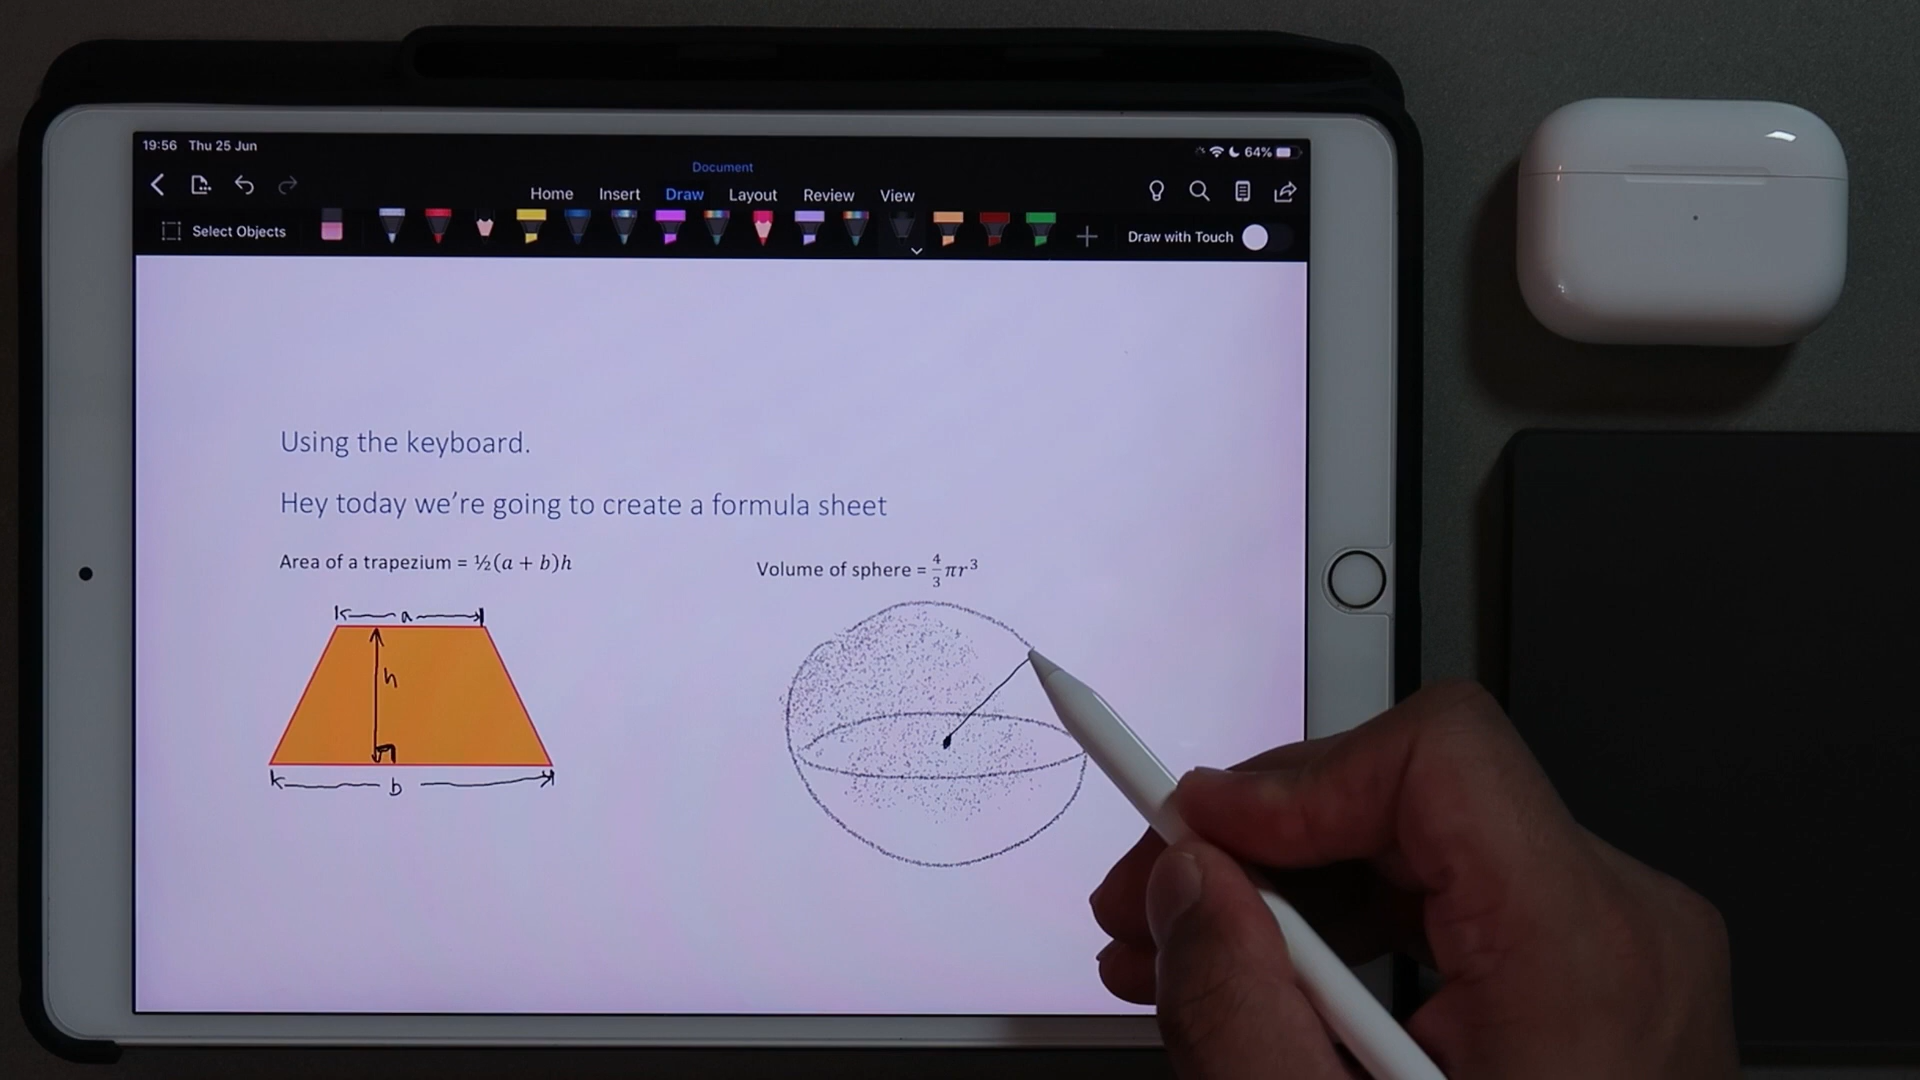 19:56 Thu 25 Jun
64%
Document
Home Insert Draw Layout Review View
Select Objects
Draw with Touch
Using the keyboard.
Hey today we're going to create a formula sheet
Area of a trapezium = ½(a + b)h
Volume of sphere = 4/3 πr³
a
h
b